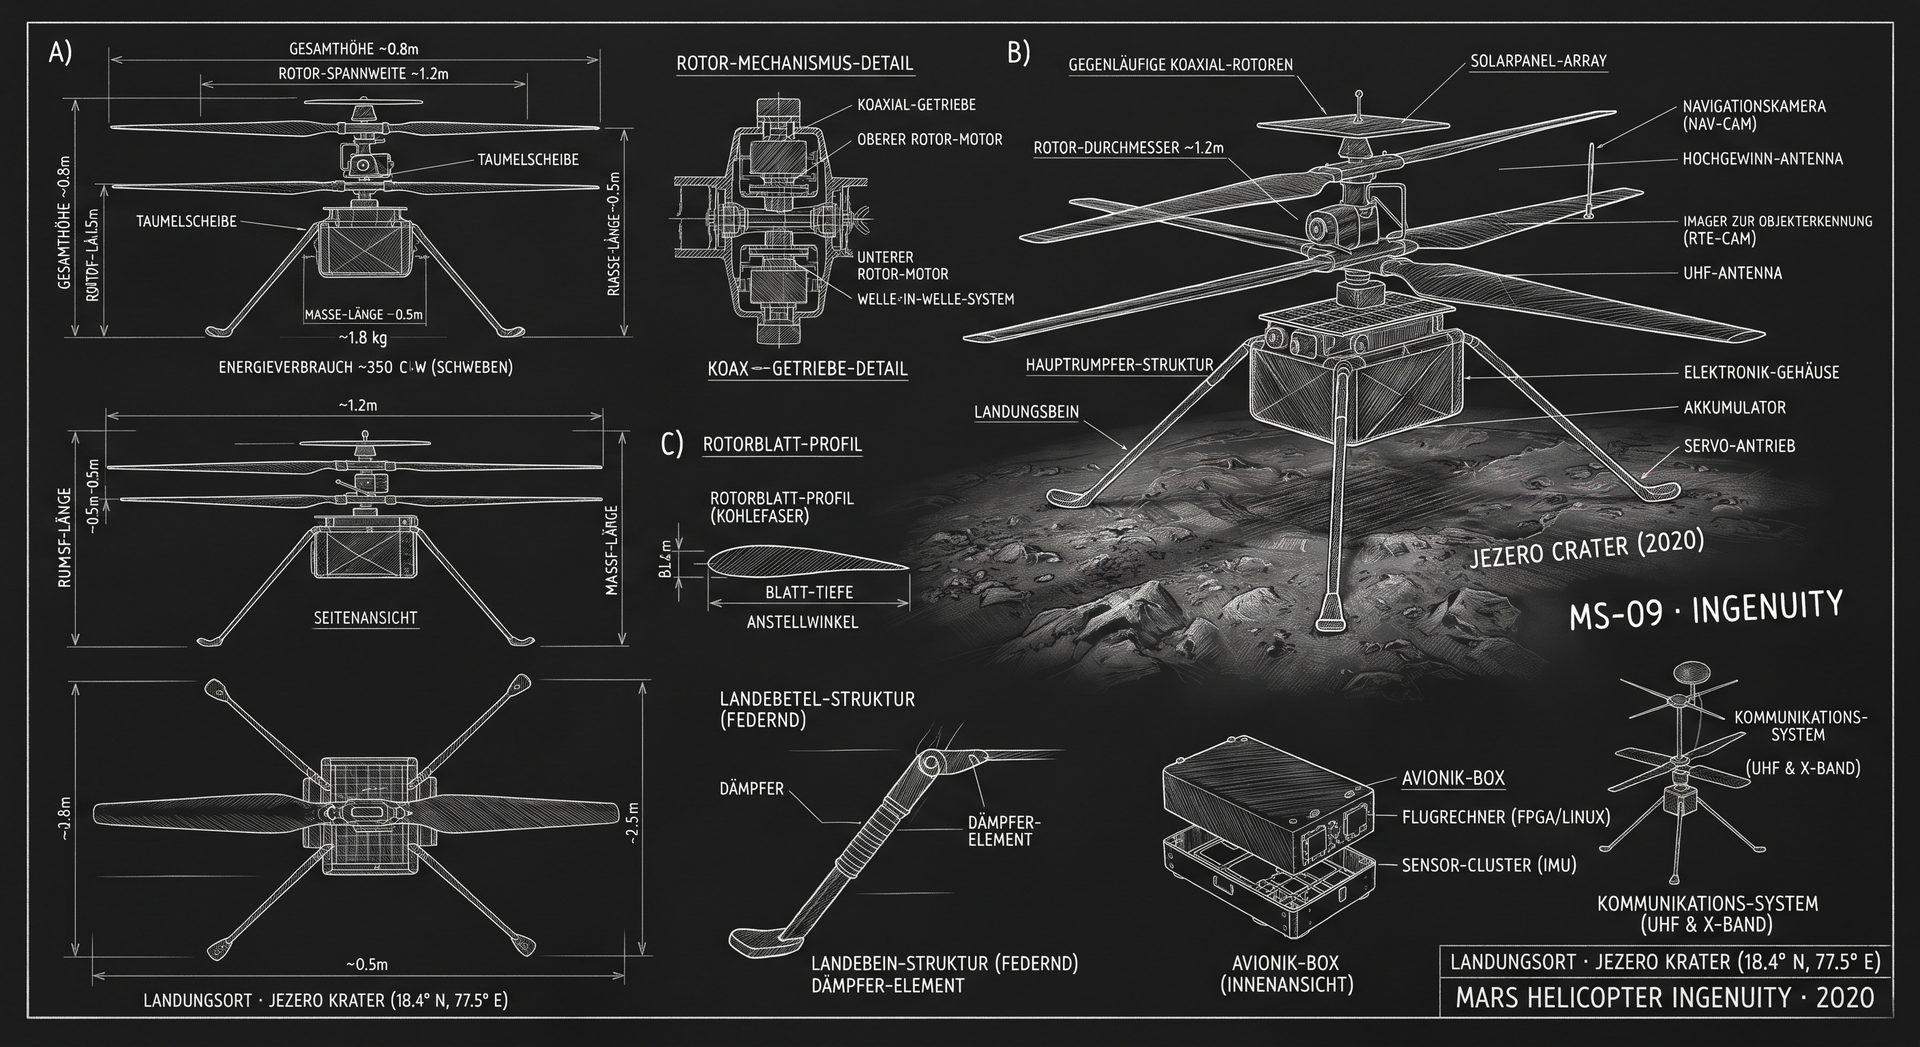 A)
GESAMTHÖHE ~0.8m
ROTOR-SPANNWEITE ~1.2m
TAUMELSCHEIBE
TAUMELSCHEIBE
GESAMTHÖHE ~0.8m
MASSE-LÄNGE ~0.5m
~1.8 kg
ENERGIEVERBRAUCH ~350 W (SCHWEBEN)
~1.2m
RUMSF-LÄNGE
~0.5m-0.5m
SEITENANSICHT
~2.5m
~0.5m
LANDUNGSORT · JEZERO KRATER (18.4° N, 77.5° E)
ROTOR-MECHANISMUS-DETAIL
KOAXIAL-GETRIEBE
OBERER ROTOR-MOTOR
UNTERER
ROTOR-MOTOR
WELLE-IN-WELLE-SYSTEM
KOAX-GETRIEBE-DETAIL
C)
ROTORBLATT-PROFIL
ROTORBLATT-PROFIL
(KOHLEFASER)
BLATT-TIEFE
ANSTELLWINKEL
LANDEBETEL-STRUKTUR
(FEDERND)
DÄMPFER
DÄMPFER-
ELEMENT
LANDEBEIN-STRUKTUR (FEDERND)
DÄMPFER-ELEMENT
B)
GEGENLÄUFIGE KOAXIAL-ROTOREN
SOLARPANEL-ARRAY
NAVIGATIONSKAMERA
(NAV-CAM)
ROTOR-DURCHMESSER ~1.2m
HOCHGEWINN-ANTENNA
IMAGER ZUR OBJEKTERKENNUNG
(RTE-CAM)
UHF-ANTENNA
HAUPTRUMPFER-STRUKTUR
ELEKTRONIK-GEHÄUSE
LANDUNGSBEIN
AKKUMULATOR
SERVO-ANTRIEB
JEZERO CRATER (2020)
MS-09 · INGENUITY
AVIONIK-BOX
FLUGRECHNER (FPGA/LINUX)
SENSOR-CLUSTER (IMU)
AVIONIK-BOX
(INNENANSICHT)
KOMMUNIKATIONS-
SYSTEM
(UHF & X-BAND)
KOMMUNIKATIONS-SYSTEM
(UHF & X-BAND)
LANDUNGSORT · JEZERO KRATER (18.4° N, 77.5° E)
MARS HELICOPTER INGENUITY · 2020